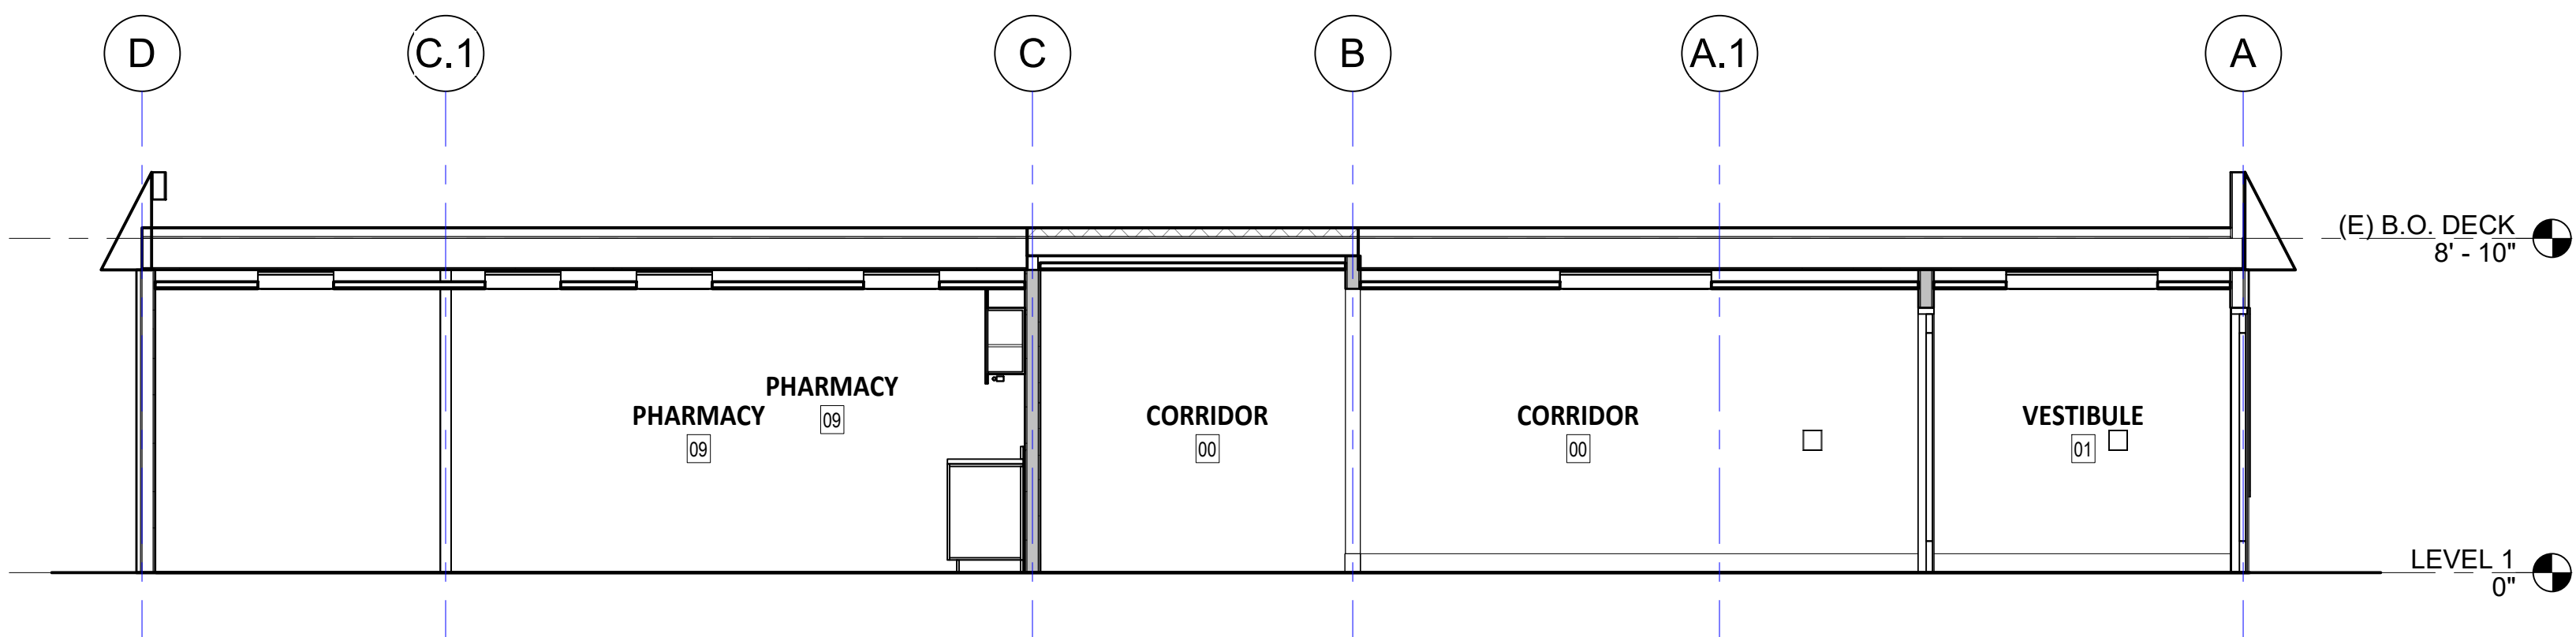 D
C.1
C
B
A.1
A
(E) B.O. DECK
8' - 10"
PHARMACY
09
PHARMACY
09
CORRIDOR
00
CORRIDOR
00
VESTIBULE
01
LEVEL 1
0"